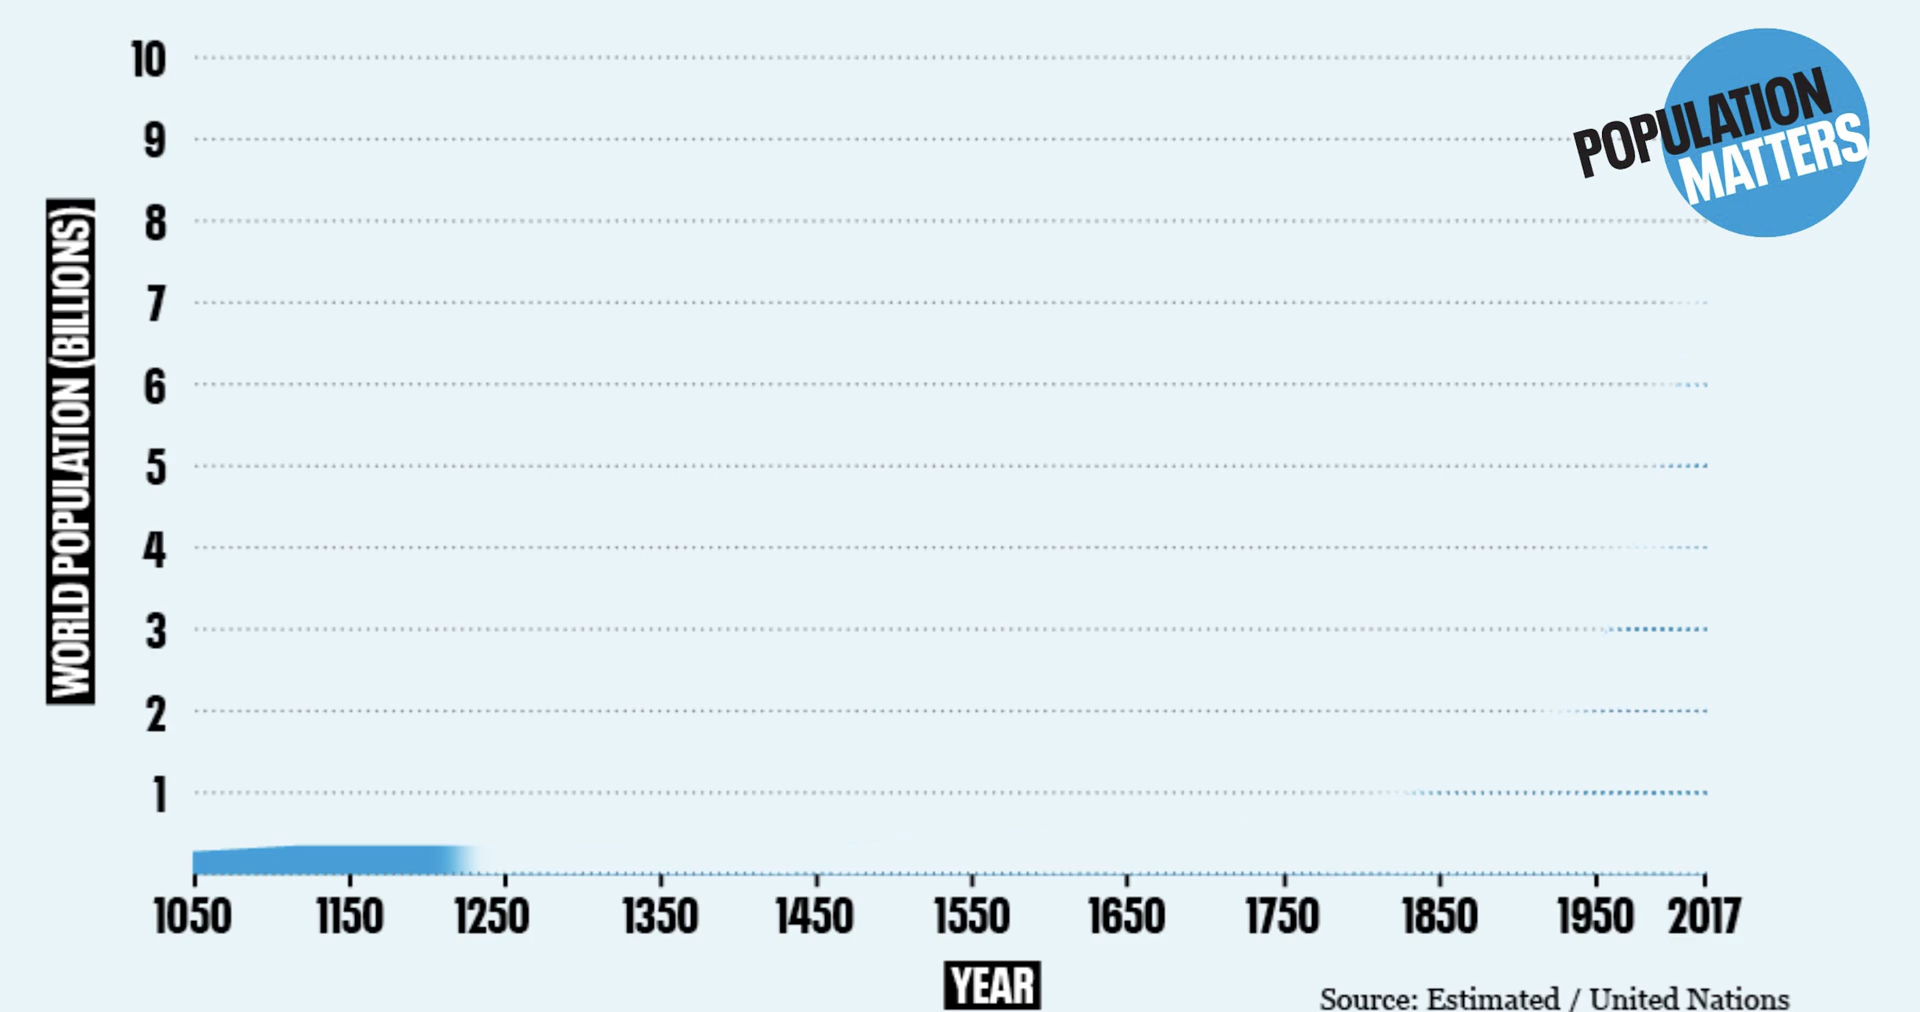 10
9
8
7
6
5
4
3
2
1
WORLD POPULATION (BILLIONS)
POPULATION
MATTERS
1050 1150 1250 1350 1450 1550 1650 1750 1850 1950 2017
YEAR
Source: Estimated / United Nations